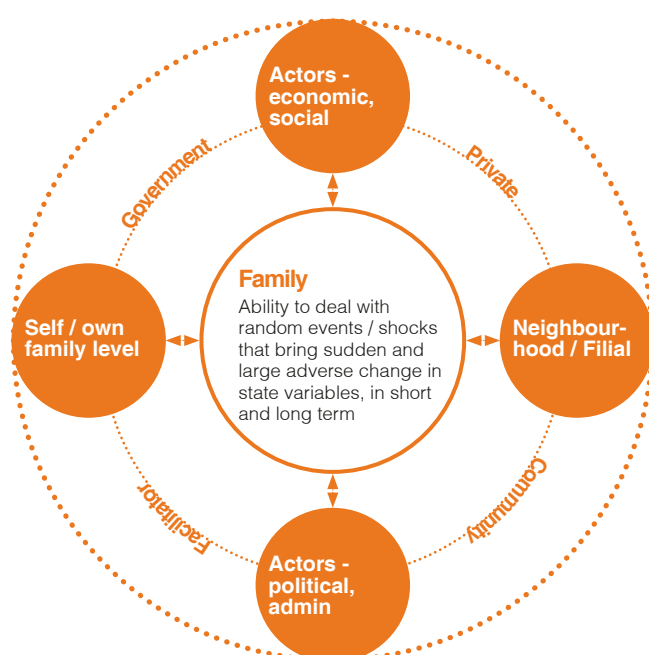 Actors -
economic,
social
Government
Private
Family
Ability to deal with
random events / shocks
that bring sudden and
large adverse change in
state variables, in short
and long term
Self / own
family level
Neighbour-
hood / Filial
Facilitator
Community
Actors -
political,
admin